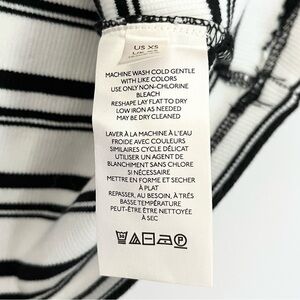 US XS
MACHINE WASH COLD GENTLE
WITH LIKE COLORS
USE ONLY NON-CHLORINE
BLEACH
RESHAPE LAY FLAT TO DRY
LOW IRON AS NEEDED
MAY BE DRY CLEANED
LAVER À LA MACHINE À L'EAU
FROIDE AVEC COULEURS
SIMILAIRES CYCLE DÉLICAT
UTILISER UN AGENT DE
BLANCHIMENT SANS CHLORE
SI NÉCESSAIRE
METTRE EN FORME ET SÉCHER
À PLAT
REPASSER, AU BESOIN, À TRÈS
BASSE TEMPÉRATURE
PEUT-ÊTRE ÊTRE NETTOYÉE
À SEC